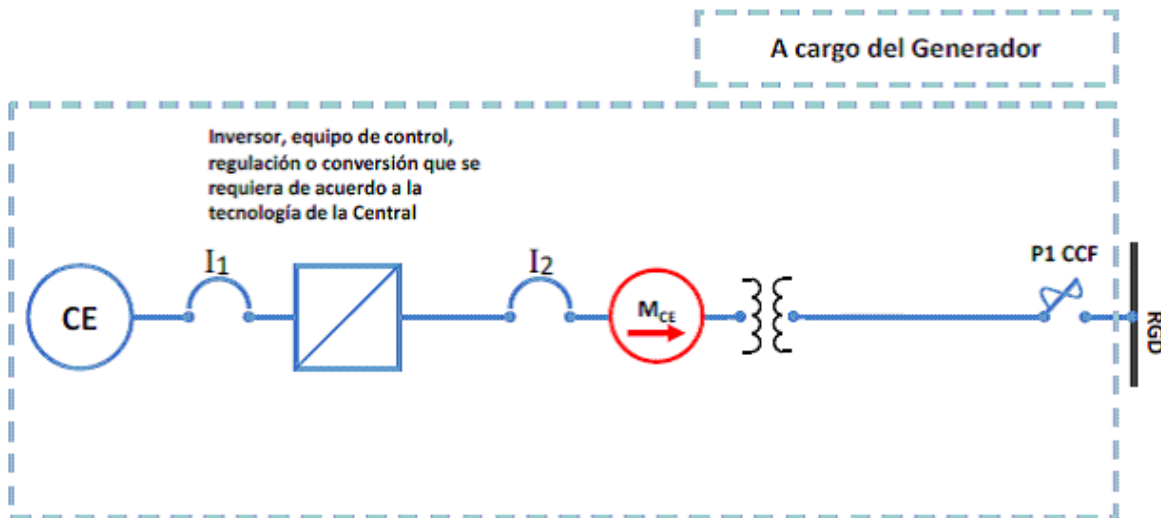 A cargo del Generador
Inversor, equipo de control,
regulación o conversión que se
requiera de acuerdo a la
tecnología de la Central
CE
I1
I2
MCE
P1 CCF
RGD